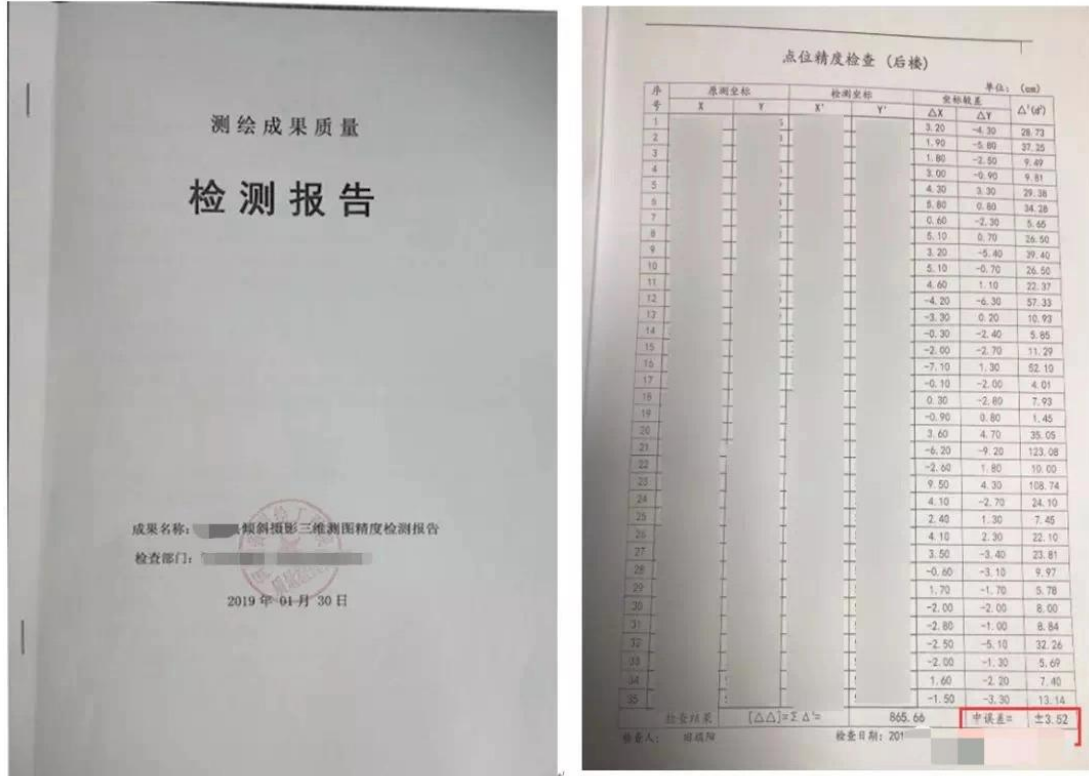 测绘成果质量
检测报告
成果名称: 倾斜摄影三维测图精度检测报告
检查部门:
2019年01月30日
点位精度检查（后楼）
单位: (cm)
序号 原测坐标 检测坐标 坐标较差 △²(d²)
X Y X' Y' △X △Y
1 3.20 -4.30 28.73
2 1.90 -5.80 37.25
3 1.80 -2.50 9.49
4 3.00 -0.90 9.81
5 4.30 3.30 29.38
6 5.80 0.80 34.28
7 0.60 -2.30 5.65
8 5.10 0.70 26.50
9 3.20 -5.40 39.40
10 5.10 -0.70 26.50
11 4.60 1.10 22.37
12 -4.20 -6.30 57.33
13 -3.30 0.20 10.93
14 -0.30 -2.40 5.85
15 -2.00 -2.70 11.29
16 -7.10 1.30 52.10
17 -0.10 -2.00 4.01
18 0.30 -2.80 7.93
19 -0.90 0.80 1.45
20 3.60 4.70 35.05
21 -6.20 -9.20 123.08
22 -2.60 1.80 10.00
23 9.50 4.30 108.74
24 4.10 -2.70 24.10
25 2.40 1.30 7.45
26 4.10 2.30 22.10
27 3.50 -3.40 23.81
28 -0.60 -3.10 9.97
29 1.70 -1.70 5.78
30 -2.00 -2.00 8.00
31 -2.80 -1.00 8.84
32 -2.50 -5.10 32.26
33 -2.00 -1.30 5.69
34 1.60 -2.20 7.40
35 -1.50 -3.30 13.14
检查结果 [△△]=Σ△²= 865.66 中误差= ±3.52
检查人: 检查日期: 201